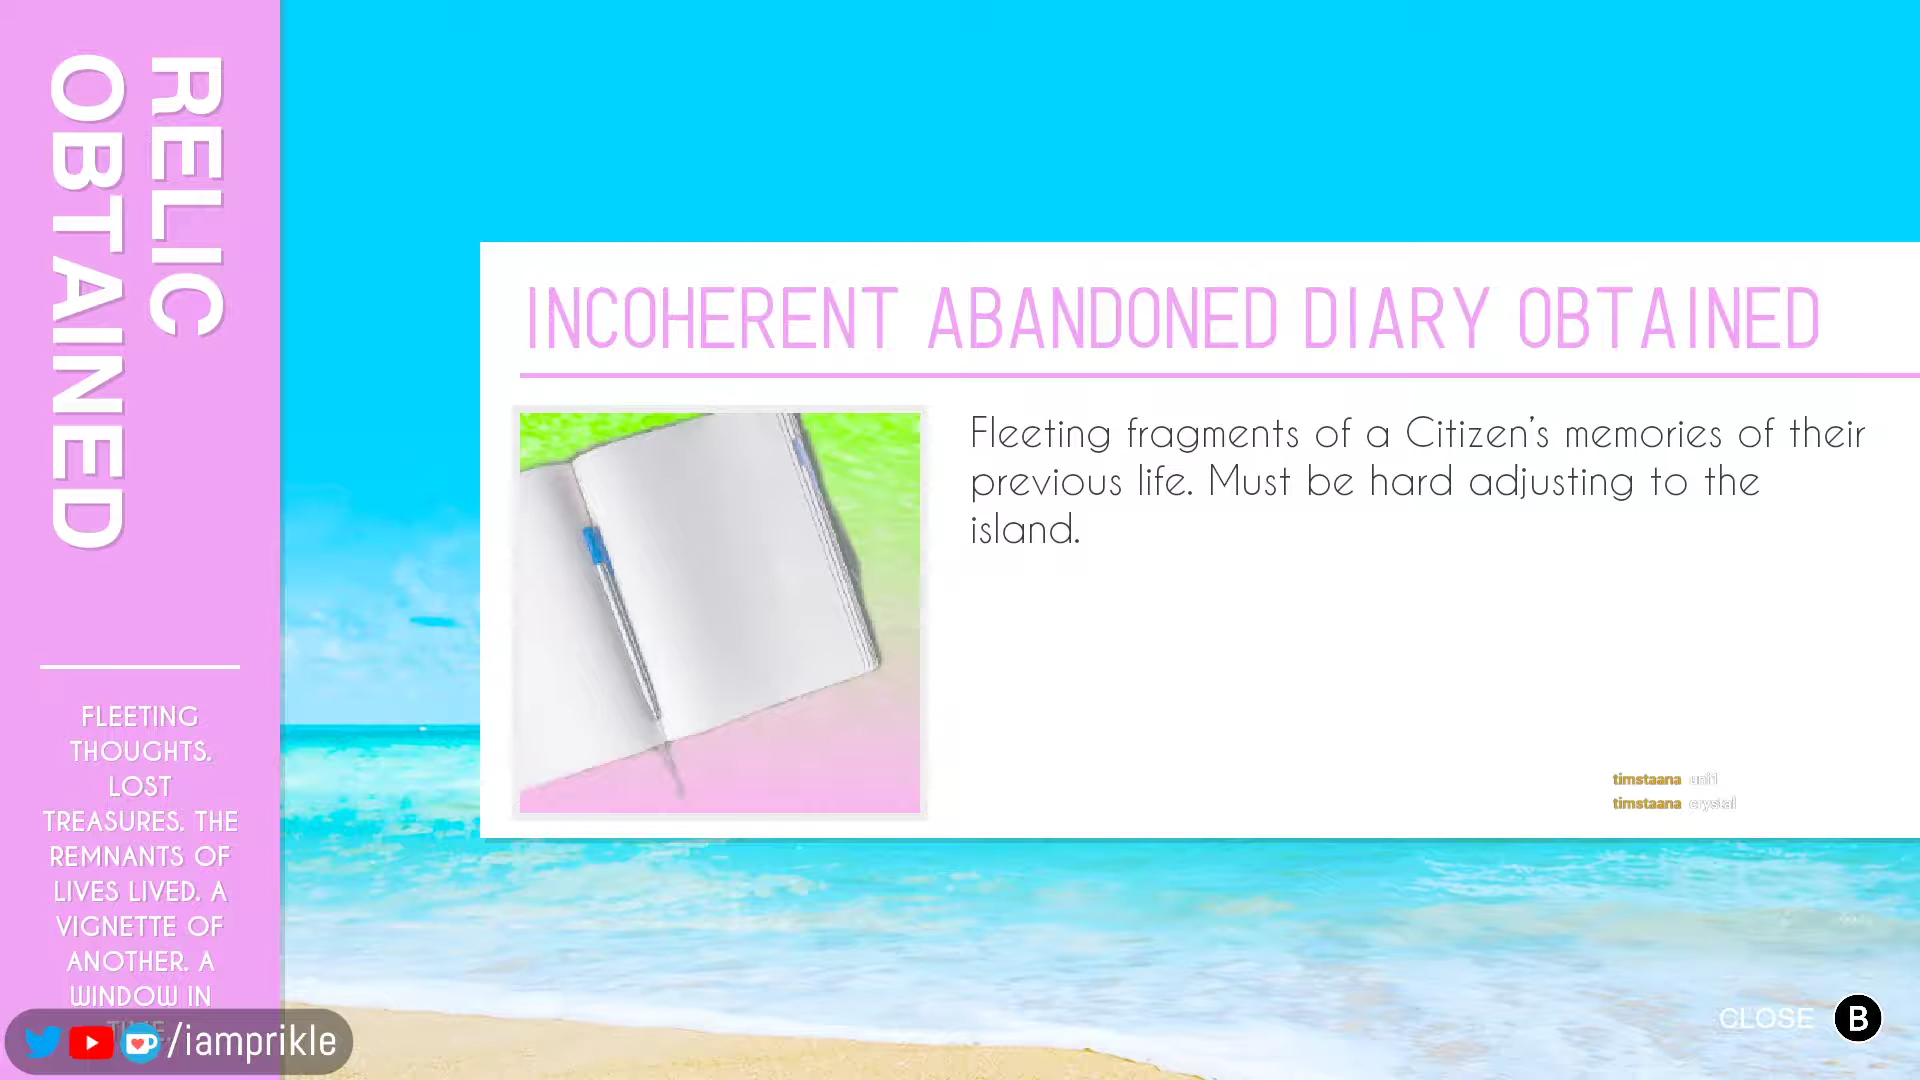 RELIC
OBTAINED
FLEETING
THOUGHTS.
LOST
TREASURES. THE
REMNANTS OF
LIVES LIVED. A
VIGNETTE OF
ANOTHER. A
WINDOW IN
TIME.
/iamprikle
INCOHERENT ABANDONED DIARY OBTAINED
Fleeting fragments of a Citizen's memories of their
previous life. Must be hard adjusting to the
island.
timstaana
timstaana crystal
CLOSE B